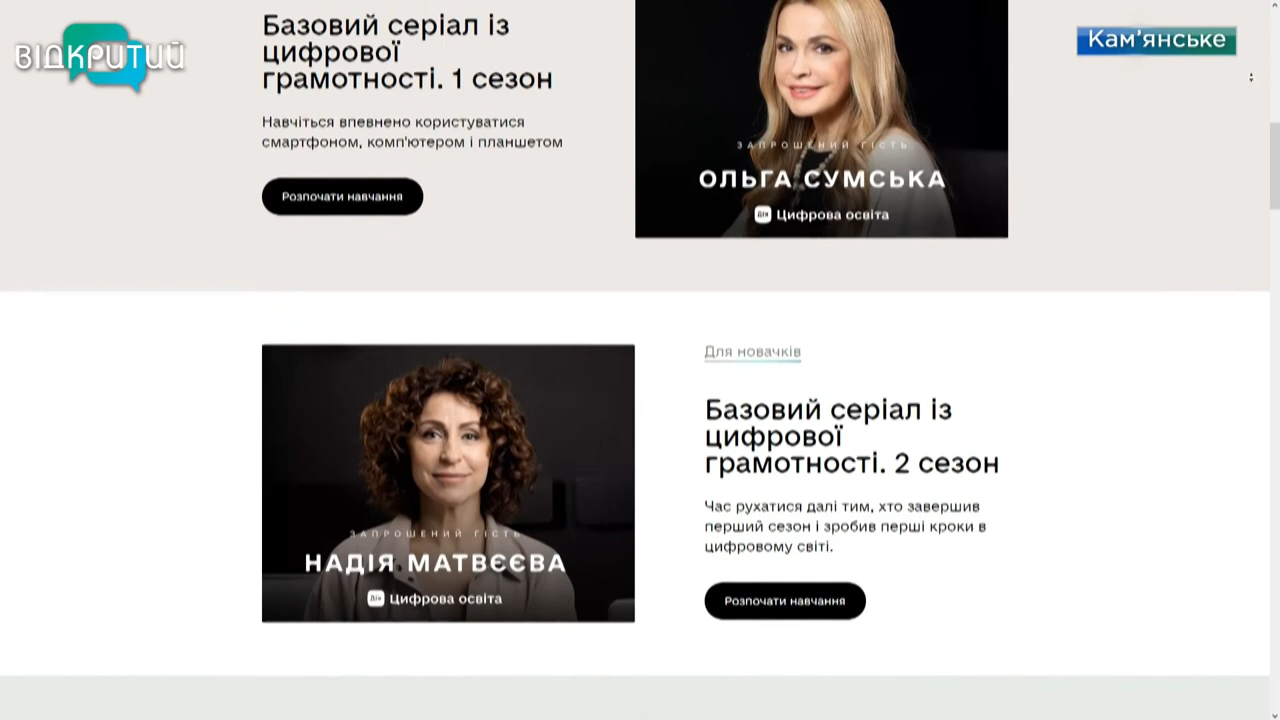 ВІДКРИТИЙ
Кам’янське
Базовий серіал із
цифрової
грамотності. 1 сезон
Навчіться впевнено користуватися
смартфоном, комп'ютером і планшетом
Розпочати навчання
ЗАПРОШЕНИЙ ГІСТЬ
ОЛЬГА СУМСЬКА
Дія Цифрова освіта
ЗАПРОШЕНИЙ ГІСТЬ
НАДІЯ МАТВЄЄВА
Дія Цифрова освіта
Для новачків
Базовий серіал із
цифрової
грамотності. 2 сезон
Час рухатися далі тим, хто завершив
перший сезон і зробив перші кроки в
цифровому світі.
Розпочати навчання